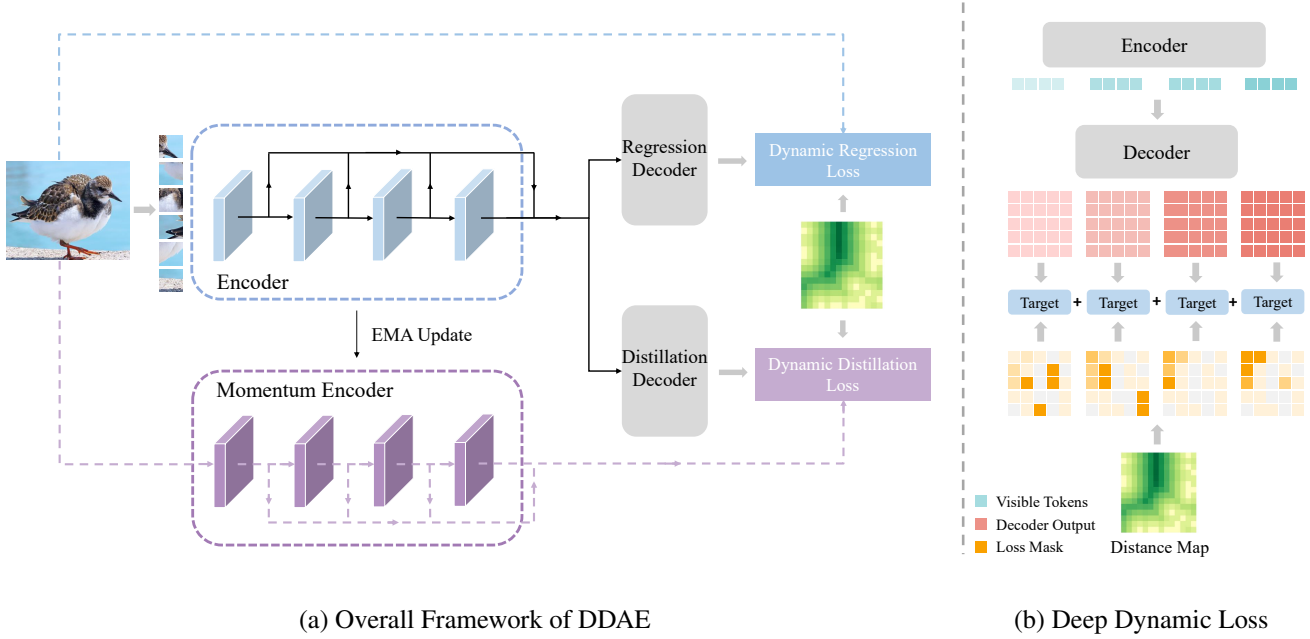 Encoder
EMA Update
Momentum Encoder
Regression
Decoder
Distillation
Decoder
Dynamic Regression
Loss
Dynamic Distillation
Loss
(a) Overall Framework of DDAE
Encoder
Decoder
Target + Target + Target + Target
Visible Tokens
Decoder Output
Loss Mask
Distance Map
(b) Deep Dynamic Loss